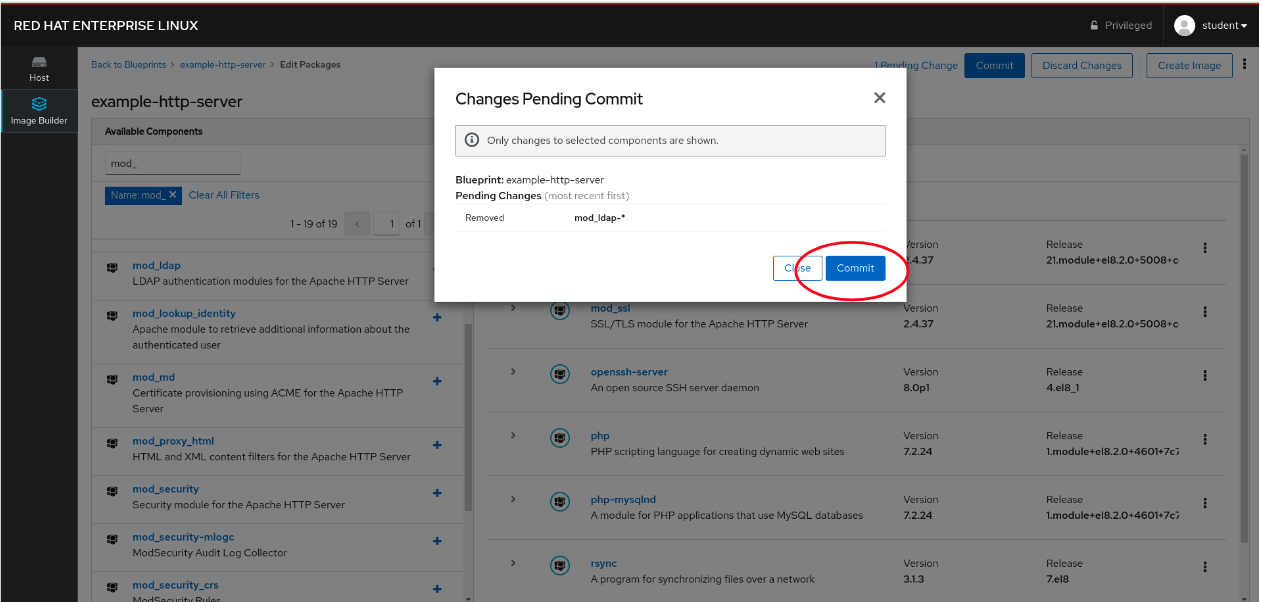 RED HAT ENTERPRISE LINUX
Privileged
student
Host
Image Builder
Back to Blueprints > example-http-server > Edit Packages
1 Pending Change
Commit
Discard Changes
Create Image
example-http-server
Available Components
mod_
Name: mod_ ×
Clear All Filters
1 - 19 of 19 < 1 of 1
mod_ldap
LDAP authentication modules for the Apache HTTP Server
mod_lookup_identity
Apache module to retrieve additional information about the
authenticated user
mod_md
Certificate provisioning using ACME for the Apache HTTP
Server
mod_proxy_html
HTML and XML content filters for the Apache HTTP Server
mod_security
Security module for the Apache HTTP Server
mod_security-mlogc
ModSecurity Audit Log Collector
mod_security_crs
ModSecurity Rules
Changes Pending Commit
Only changes to selected components are shown.
Blueprint: example-http-server
Pending Changes (most recent first)
Removed mod_ldap-*
Close
Commit
Version Release
2.4.37 21.module+el8.2.0+5008+c
mod_ssl Version Release
SSL/TLS module for the Apache HTTP Server 2.4.37 21.module+el8.2.0+5008+c
openssh-server Version Release
An open source SSH server daemon 8.0p1 4.el8_1
php Version Release
PHP scripting language for creating dynamic web sites 7.2.24 1.module+el8.2.0+4601+7c7
php-mysqlnd Version Release
A module for PHP applications that use MySQL databases 7.2.24 1.module+el8.2.0+4601+7c7
rsync Version Release
A program for synchronizing files over a network 3.1.3 7.el8